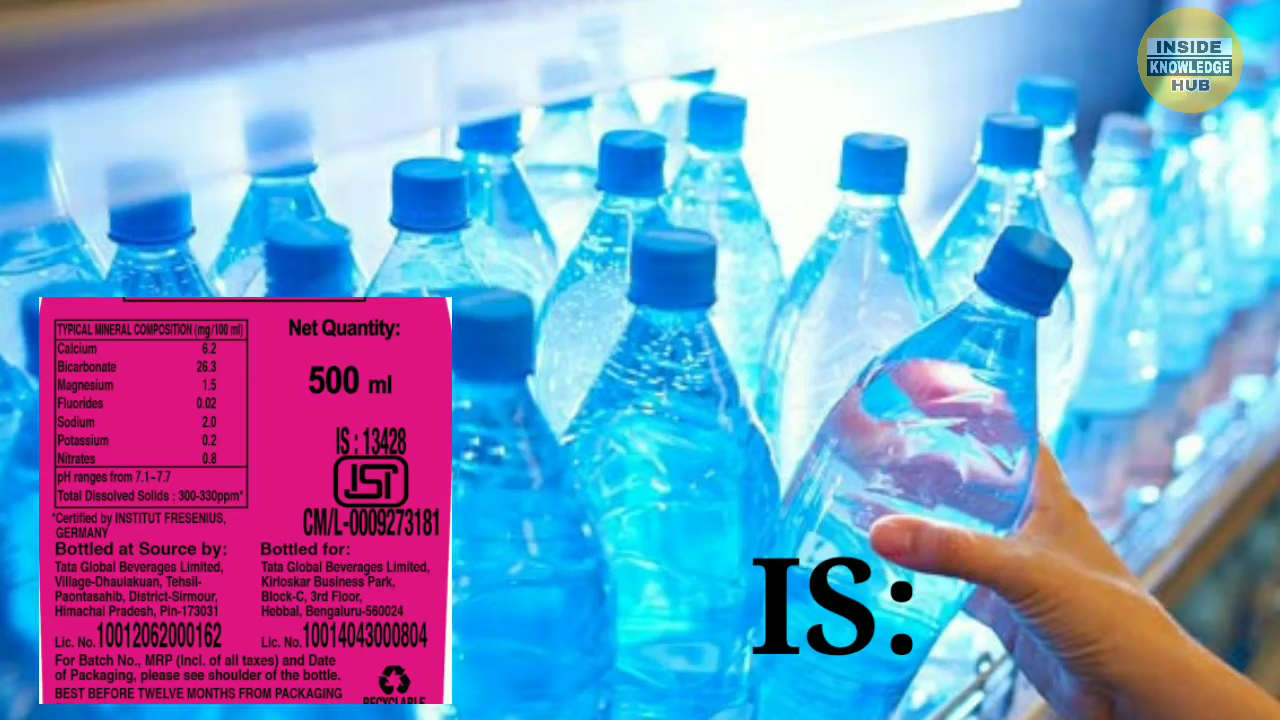 INSIDE
KNOWLEDGE
HUB
TYPICAL MINERAL COMPOSITION (mg/100 ml)
Calcium 6.2
Bicarbonate 26.3
Magnesium 1.5
Fluorides 0.02
Sodium 2.0
Potassium 0.2
Nitrates 0.8
pH ranges from 7.1–7.7
Total Dissolved Solids : 300-330ppm*
*Certified by INSTITUT FRESENIUS,
GERMANY
Net Quantity:
500 ml
IS : 13428
ISI
CM/L-0009273181
Bottled at Source by:
Tata Global Beverages Limited,
Village-Dhaulakuan, Tehsil-
Paontasahib, District-Sirmour,
Himachal Pradesh, Pin-173031
Lic. No. 10012062000162
Bottled for:
Tata Global Beverages Limited,
Kirloskar Business Park,
Block-C, 3rd Floor,
Hebbal, Bengaluru-560024
Lic. No. 10014043000804
For Batch No., MRP (Incl. of all taxes) and Date
of Packaging, please see shoulder of the bottle.
BEST BEFORE TWELVE MONTHS FROM PACKAGING
RECYCLABLE
IS: